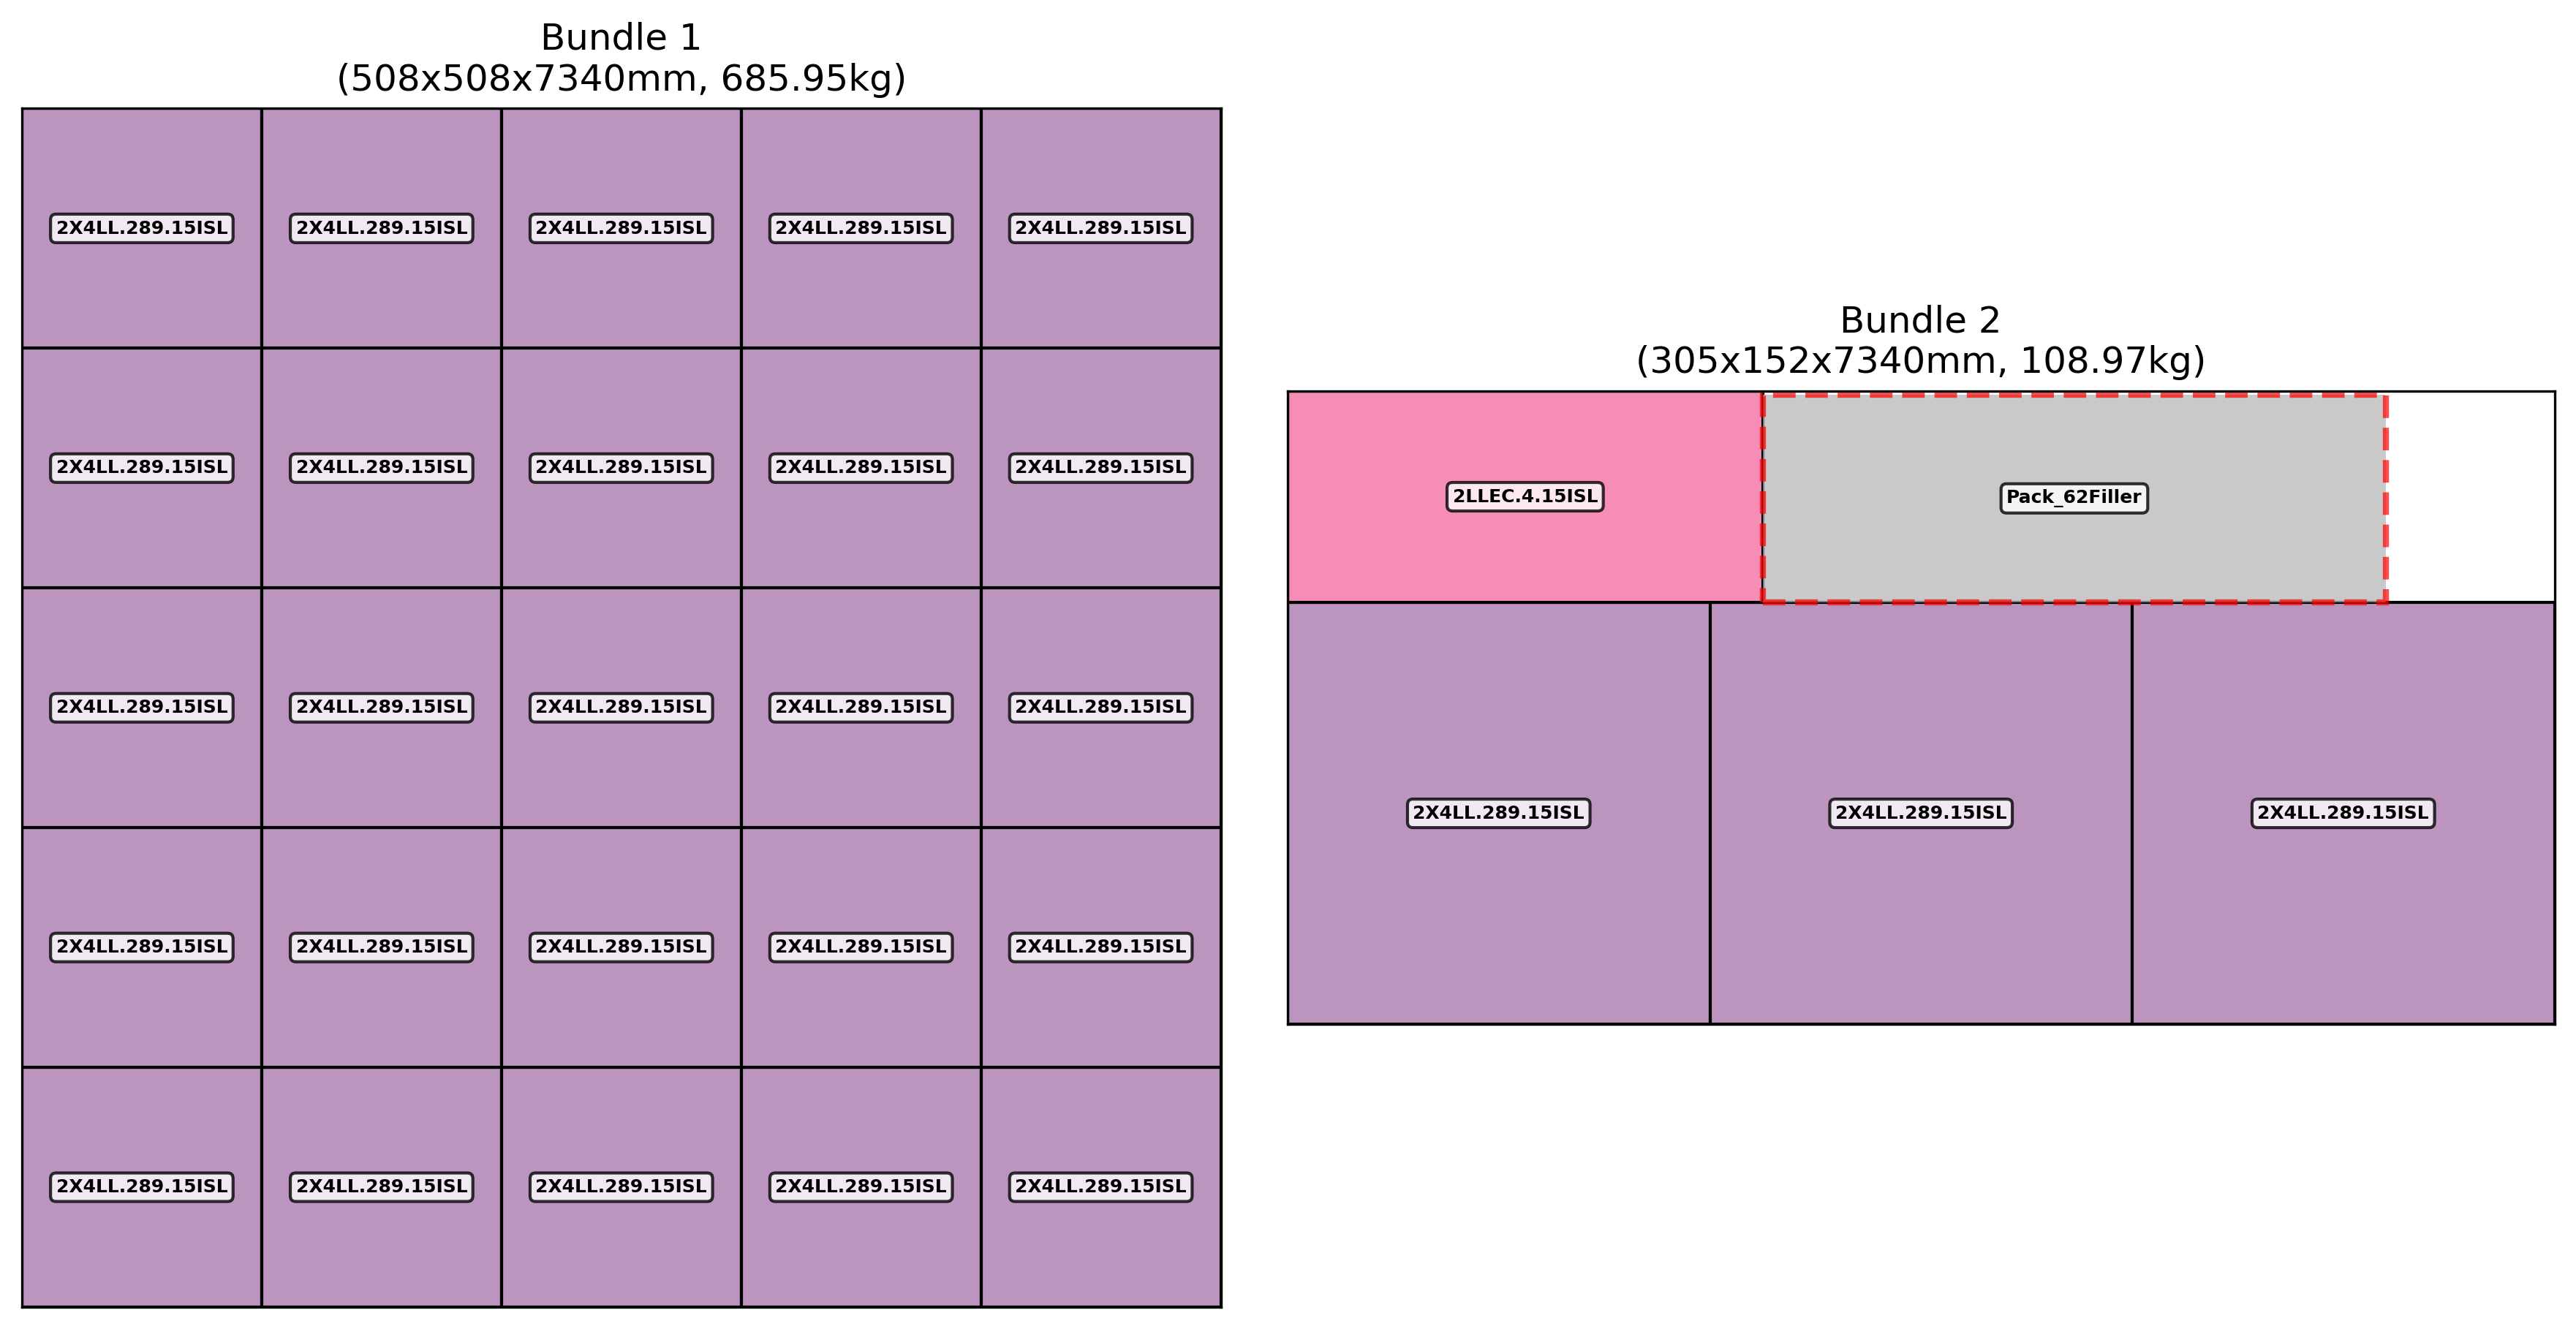 Bundle 1
(508x508x7340mm, 685.95kg)
2X4LL.289.15ISL 2X4LL.289.15ISL 2X4LL.289.15ISL 2X4LL.289.15ISL 2X4LL.289.15ISL
2X4LL.289.15ISL 2X4LL.289.15ISL 2X4LL.289.15ISL 2X4LL.289.15ISL 2X4LL.289.15ISL
2X4LL.289.15ISL 2X4LL.289.15ISL 2X4LL.289.15ISL 2X4LL.289.15ISL 2X4LL.289.15ISL
2X4LL.289.15ISL 2X4LL.289.15ISL 2X4LL.289.15ISL 2X4LL.289.15ISL 2X4LL.289.15ISL
2X4LL.289.15ISL 2X4LL.289.15ISL 2X4LL.289.15ISL 2X4LL.289.15ISL 2X4LL.289.15ISL
Bundle 2
(305x152x7340mm, 108.97kg)
2LLEC.4.15ISL Pack_62Filler
2X4LL.289.15ISL 2X4LL.289.15ISL 2X4LL.289.15ISL